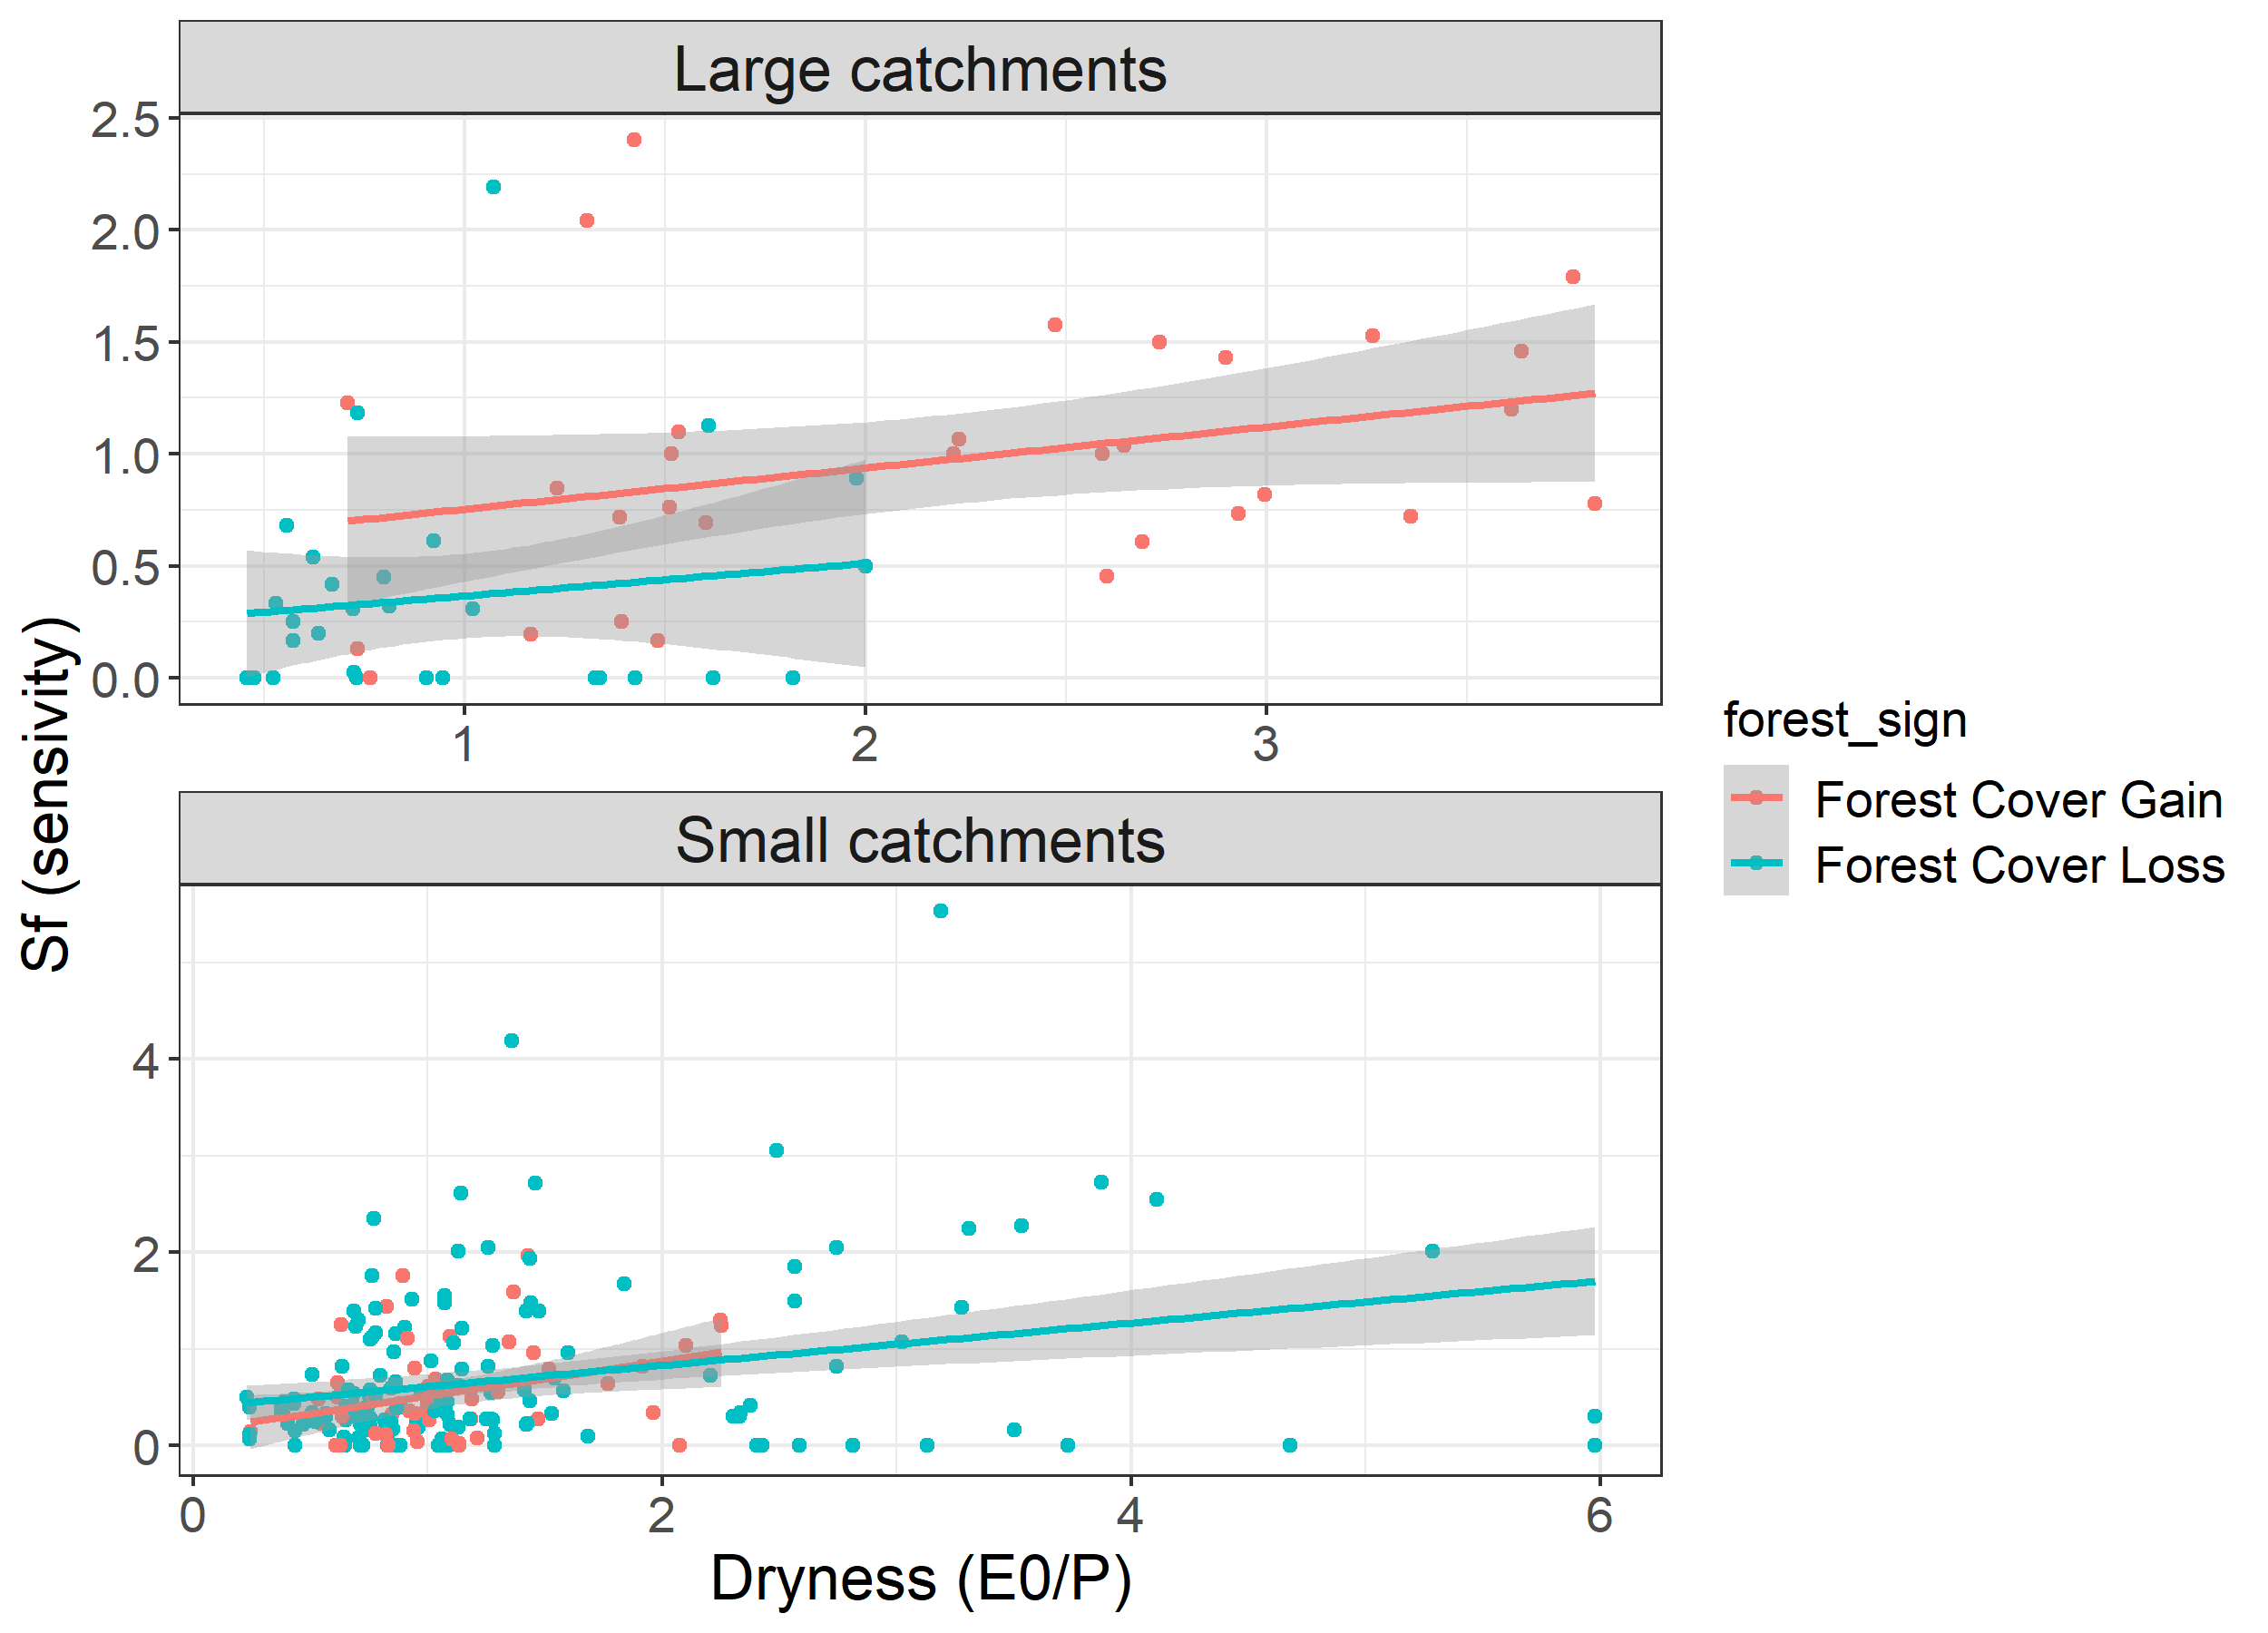 Large catchments
2.5
2.0
1.5
1.0
0.5
0.0
1 2 3
Sf (sensivity)
Small catchments
4
2
0
0 2 4 6
Dryness (E0/P)
forest_sign
Forest Cover Gain
Forest Cover Loss